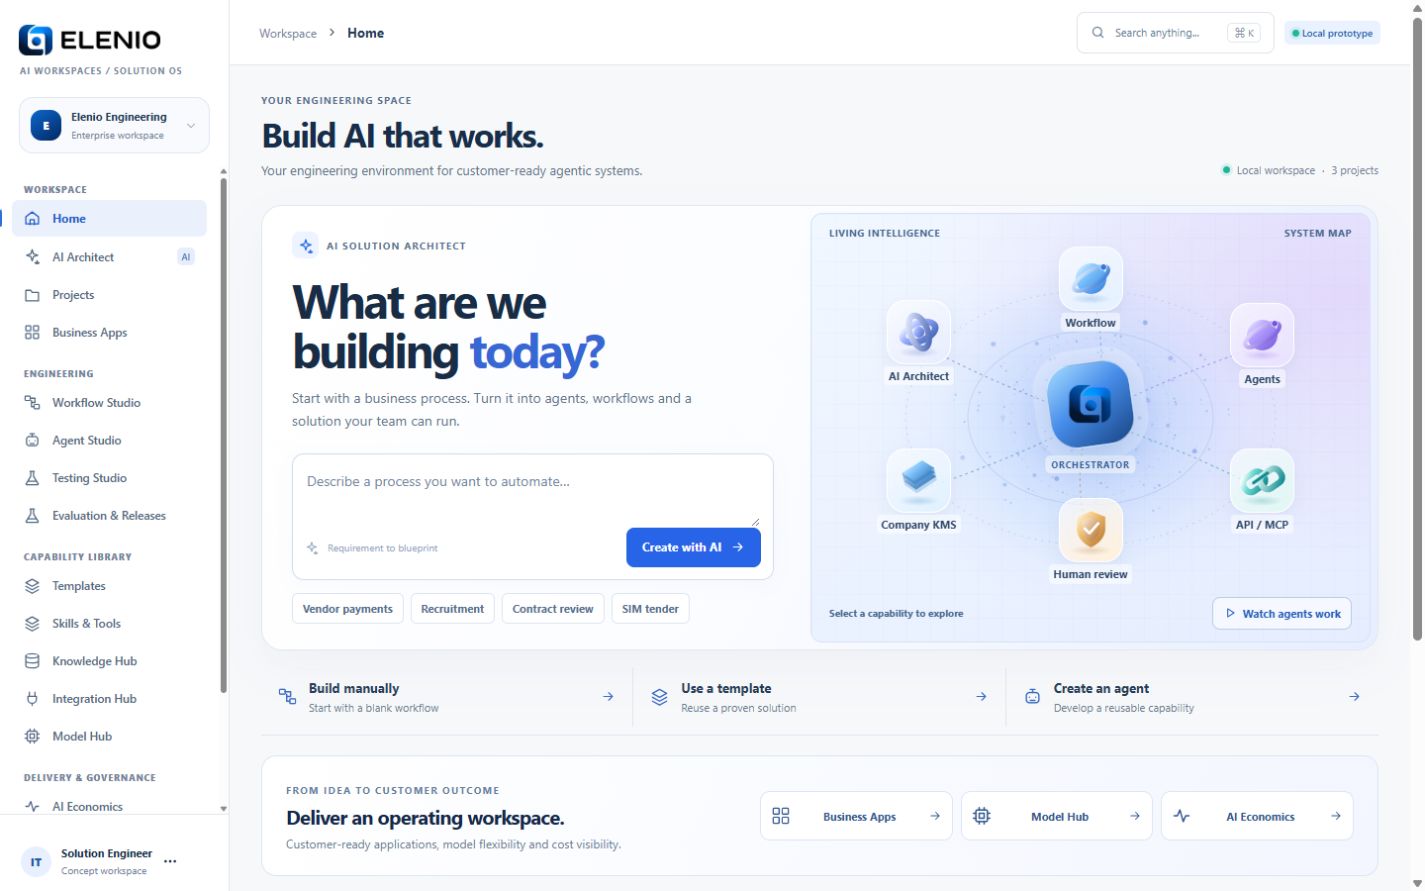 ELENIO
AI WORKSPACES / SOLUTION OS
E
Elenio Engineering
Enterprise workspace
WORKSPACE
Home
AI Architect
AI
Projects
Business Apps
ENGINEERING
Workflow Studio
Agent Studio
Testing Studio
Evaluation & Releases
CAPABILITY LIBRARY
Templates
Skills & Tools
Knowledge Hub
Integration Hub
Model Hub
DELIVERY & GOVERNANCE
AI Economics
IT
Solution Engineer
Concept workspace
Workspace > Home
Search anything...
⌘ K
Local prototype
YOUR ENGINEERING SPACE
Build AI that works.
Your engineering environment for customer-ready agentic systems.
Local workspace · 3 projects
AI SOLUTION ARCHITECT
What are we
building today?
Start with a business process. Turn it into agents, workflows and a
solution your team can run.
Describe a process you want to automate...
Requirement to blueprint
Create with AI →
Vendor payments
Recruitment
Contract review
SIM tender
LIVING INTELLIGENCE
SYSTEM MAP
Workflow
AI Architect
Agents
ORCHESTRATOR
Company KMS
API / MCP
Human review
Select a capability to explore
Watch agents work
Build manually
Start with a blank workflow
Use a template
Reuse a proven solution
Create an agent
Develop a reusable capability
FROM IDEA TO CUSTOMER OUTCOME
Deliver an operating workspace.
Customer-ready applications, model flexibility and cost visibility.
Business Apps →
Model Hub →
AI Economics →